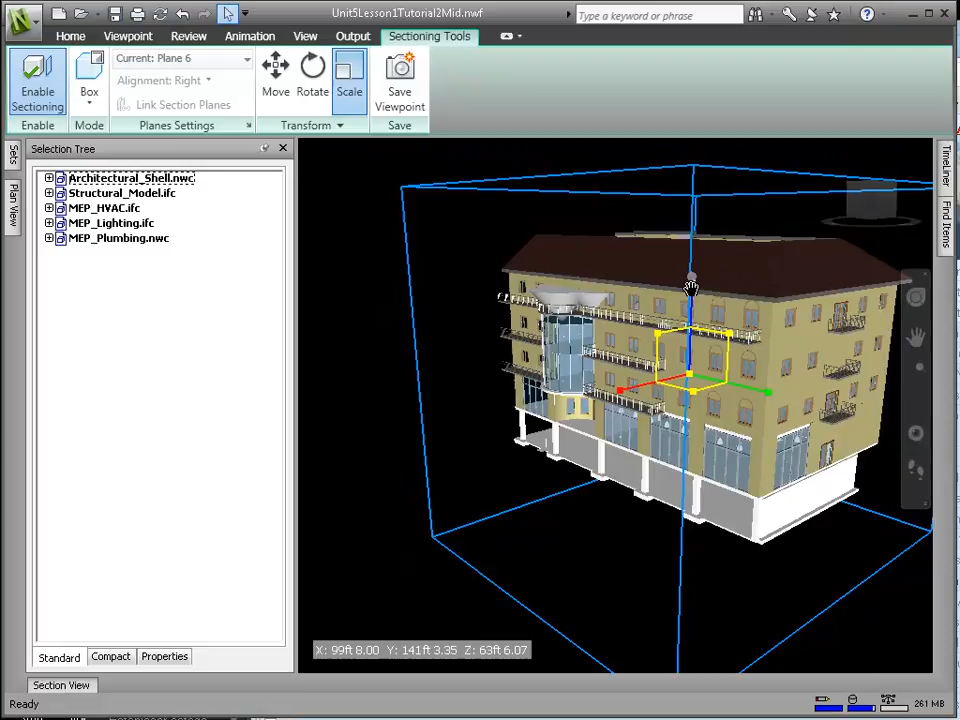 Unit5Lesson1Tutorial2Mid.nwf
Type a keyword or phrase
Home Viewpoint Review Animation View Output Sectioning Tools
Enable Sectioning
Box
Current: Plane 6
Alignment: Right
Link Section Planes
Move Rotate Scale
Save Viewpoint
Enable Mode Planes Settings Transform Save
Sets
Plan View
Selection Tree
Architectural_Shell.nwc
Structural_Model.ifc
MEP_HVAC.ifc
MEP_Lighting.ifc
MEP_Plumbing.nwc
TimeLiner
Find Items
X: 99ft 8.00 Y: 141ft 3.35 Z: 63ft 6.07
Standard Compact Properties
Section View
Ready
261 MB